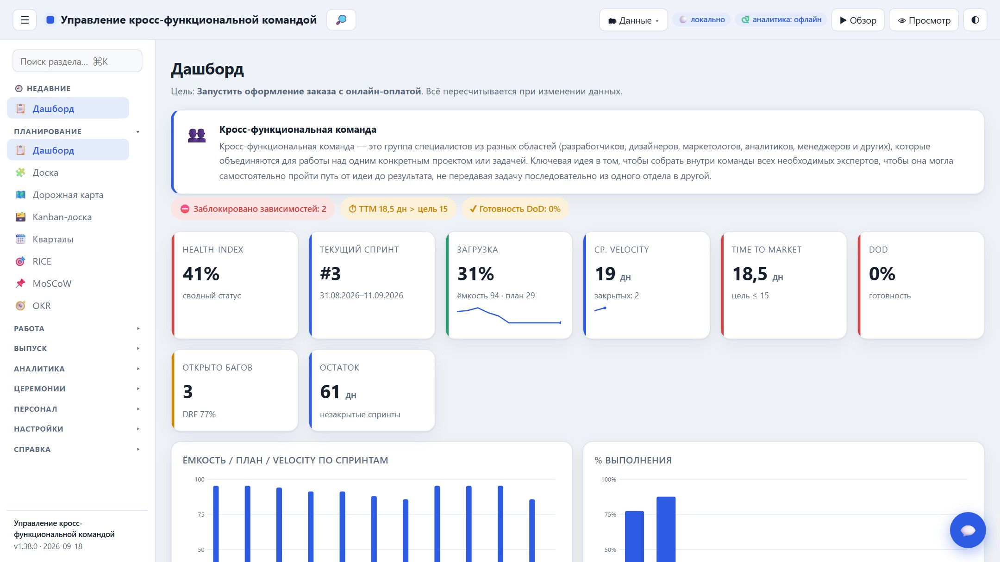 ☰ Управление кросс-функциональной командой
Данные ▾
локально
аналитика: офлайн
▶ Обзор
Просмотр
Поиск раздела... ⌘K
НЕДАВНИЕ
Дашборд
ПЛАНИРОВАНИЕ
Дашборд
Доска
Дорожная карта
Kanban-доска
Кварталы
RICE
MoSCoW
OKR
РАБОТА
ВЫПУСК
АНАЛИТИКА
ЦЕРЕМОНИИ
ПЕРСОНАЛ
НАСТРОЙКИ
СПРАВКА
Управление кросс-
функциональной командой
v1.38.0 · 2026-09-18
Дашборд
Цель: Запустить оформление заказа с онлайн-оплатой. Всё пересчитывается при изменении данных.
Кросс-функциональная команда
Кросс-функциональная команда — это группа специалистов из разных областей (разработчиков, дизайнеров, маркетологов, аналитиков, менеджеров и других), которые
объединяются для работы над одним конкретным проектом или задачей. Ключевая идея в том, чтобы собрать внутри команды всех необходимых экспертов, чтобы она могла
самостоятельно пройти путь от идеи до результата, не передавая задачу последовательно из одного отдела в другой.
Заблокировано зависимостей: 2
TTM 18,5 дн > цель 15
✔ Готовность DoD: 0%
HEALTH-INDEX
41%
сводный статус
ТЕКУЩИЙ СПРИНТ
#3
31.08.2026–11.09.2026
ЗАГРУЗКА
31%
ёмкость 94 · план 29
СР. VELOCITY
19 дн
закрытых: 2
TIME TO MARKET
18,5 дн
цель ≤ 15
DOD
0%
готовность
ОТКРЫТО БАГОВ
3
DRE 77%
ОСТАТОК
61 дн
незакрытые спринты
ЁМКОСТЬ / ПЛАН / VELOCITY ПО СПРИНТАМ
100
75
50
% ВЫПОЛНЕНИЯ
100%
75%
50%